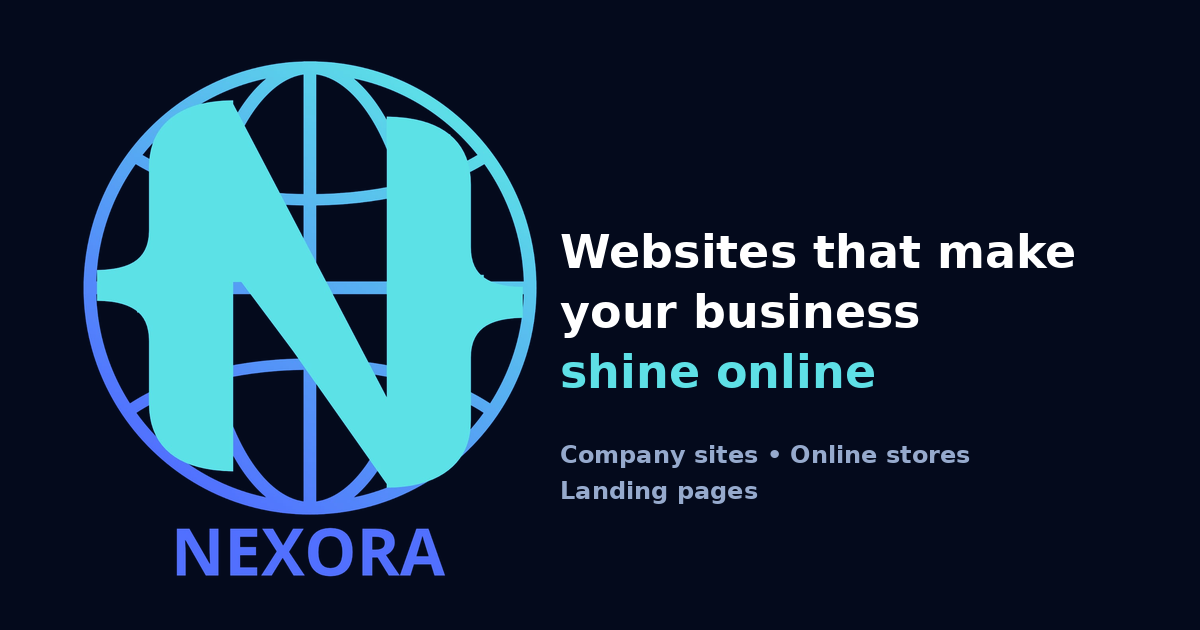 Websites that make
your business
shine online
Company sites • Online stores
Landing pages
NEXORA